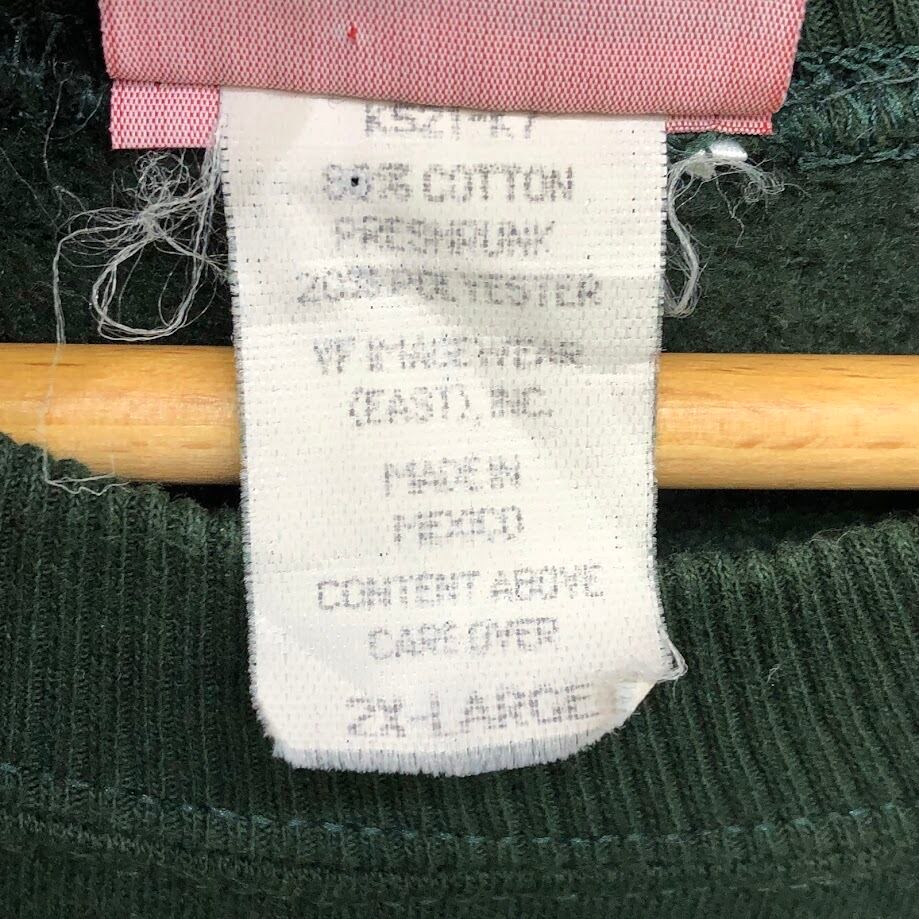 80% COTTON
PRESHRUNK
20% POLYESTER
VF IMAGEWEAR
(EAST), INC.
MADE IN
MEXICO
CONTENT ABOVE
CARE OVER
2X-LARGE